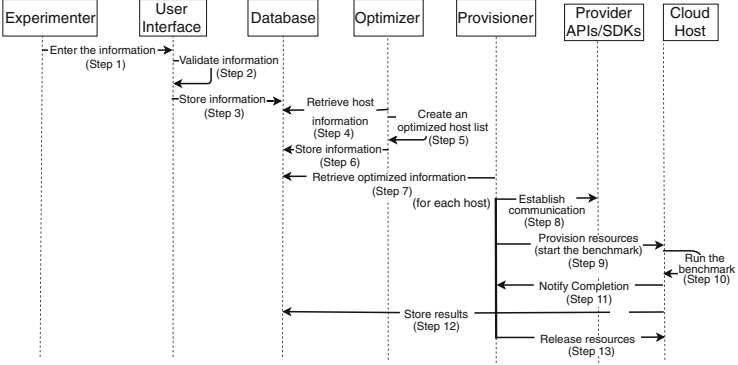 Experimenter
User
Interface
Database
Optimizer
Provisioner
Provider
APIs/SDKs
Cloud
Host
Enter the information
(Step 1)
Validate information
(Step 2)
Store information
(Step 3)
Retrieve host
information
(Step 4)
Create an
optimized host list
(Step 5)
Store information
(Step 6)
Retrieve optimized information
(Step 7)
(for each host)
Establish
communication
(Step 8)
Provision resources
(start the benchmark)
(Step 9)
Run the
benchmark
(Step 10)
Notify Completion
(Step 11)
Store results
(Step 12)
Release resources
(Step 13)